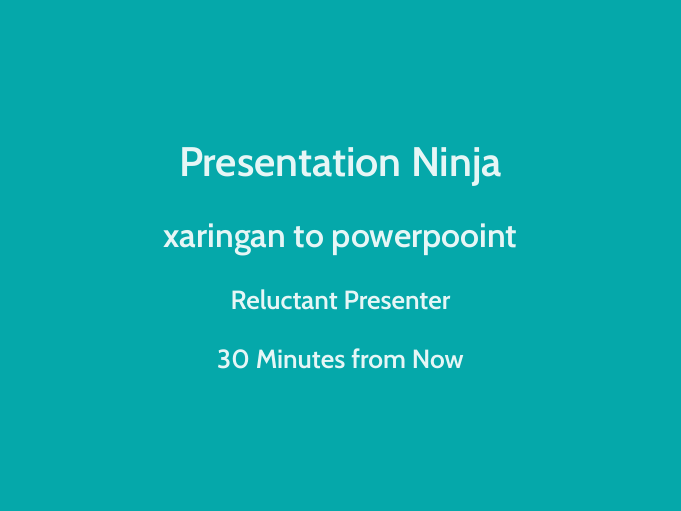 Presentation Ninja
xaringan to powerpooint
Reluctant Presenter
30 Minutes from Now